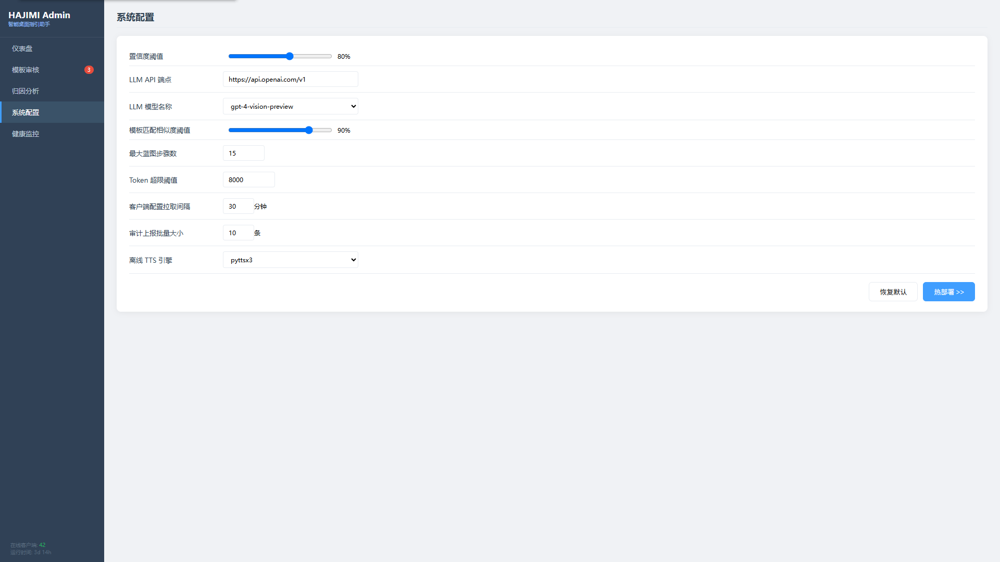 HAJIMI Admin
智能桌面指引助手
仪表盘
模板审核 3
归因分析
系统配置
健康监控
在线客户端: 42
运行时间: 3d 14h
系统配置
置信度阈值 80%
LLM API 端点 https://api.openai.com/v1
LLM 模型名称 gpt-4-vision-preview
模板匹配相似度阈值 90%
最大蓝图步骤数 15
Token 超限阈值 8000
客户端配置拉取间隔 30 分钟
审计上报批量大小 10 条
离线 TTS 引擎 pyttsx3
恢复默认 热部署 >>